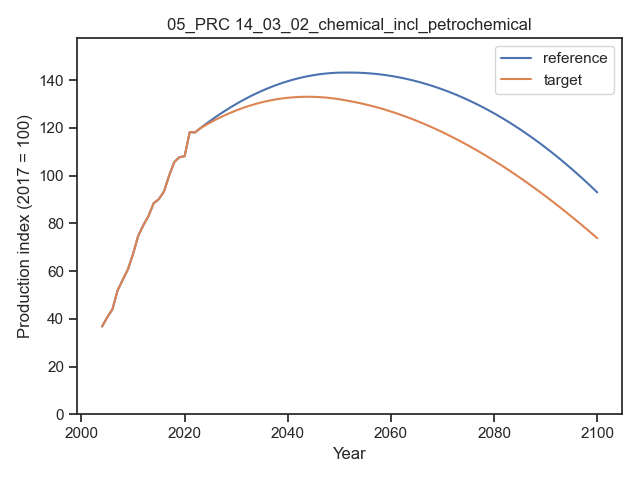 05_PRC 14_03_02_chemical_incl_petrochemical
reference
target
Production index (2017 = 100)
140
120
100
80
60
40
20
0
2000
2020
2040
2060
2080
2100
Year